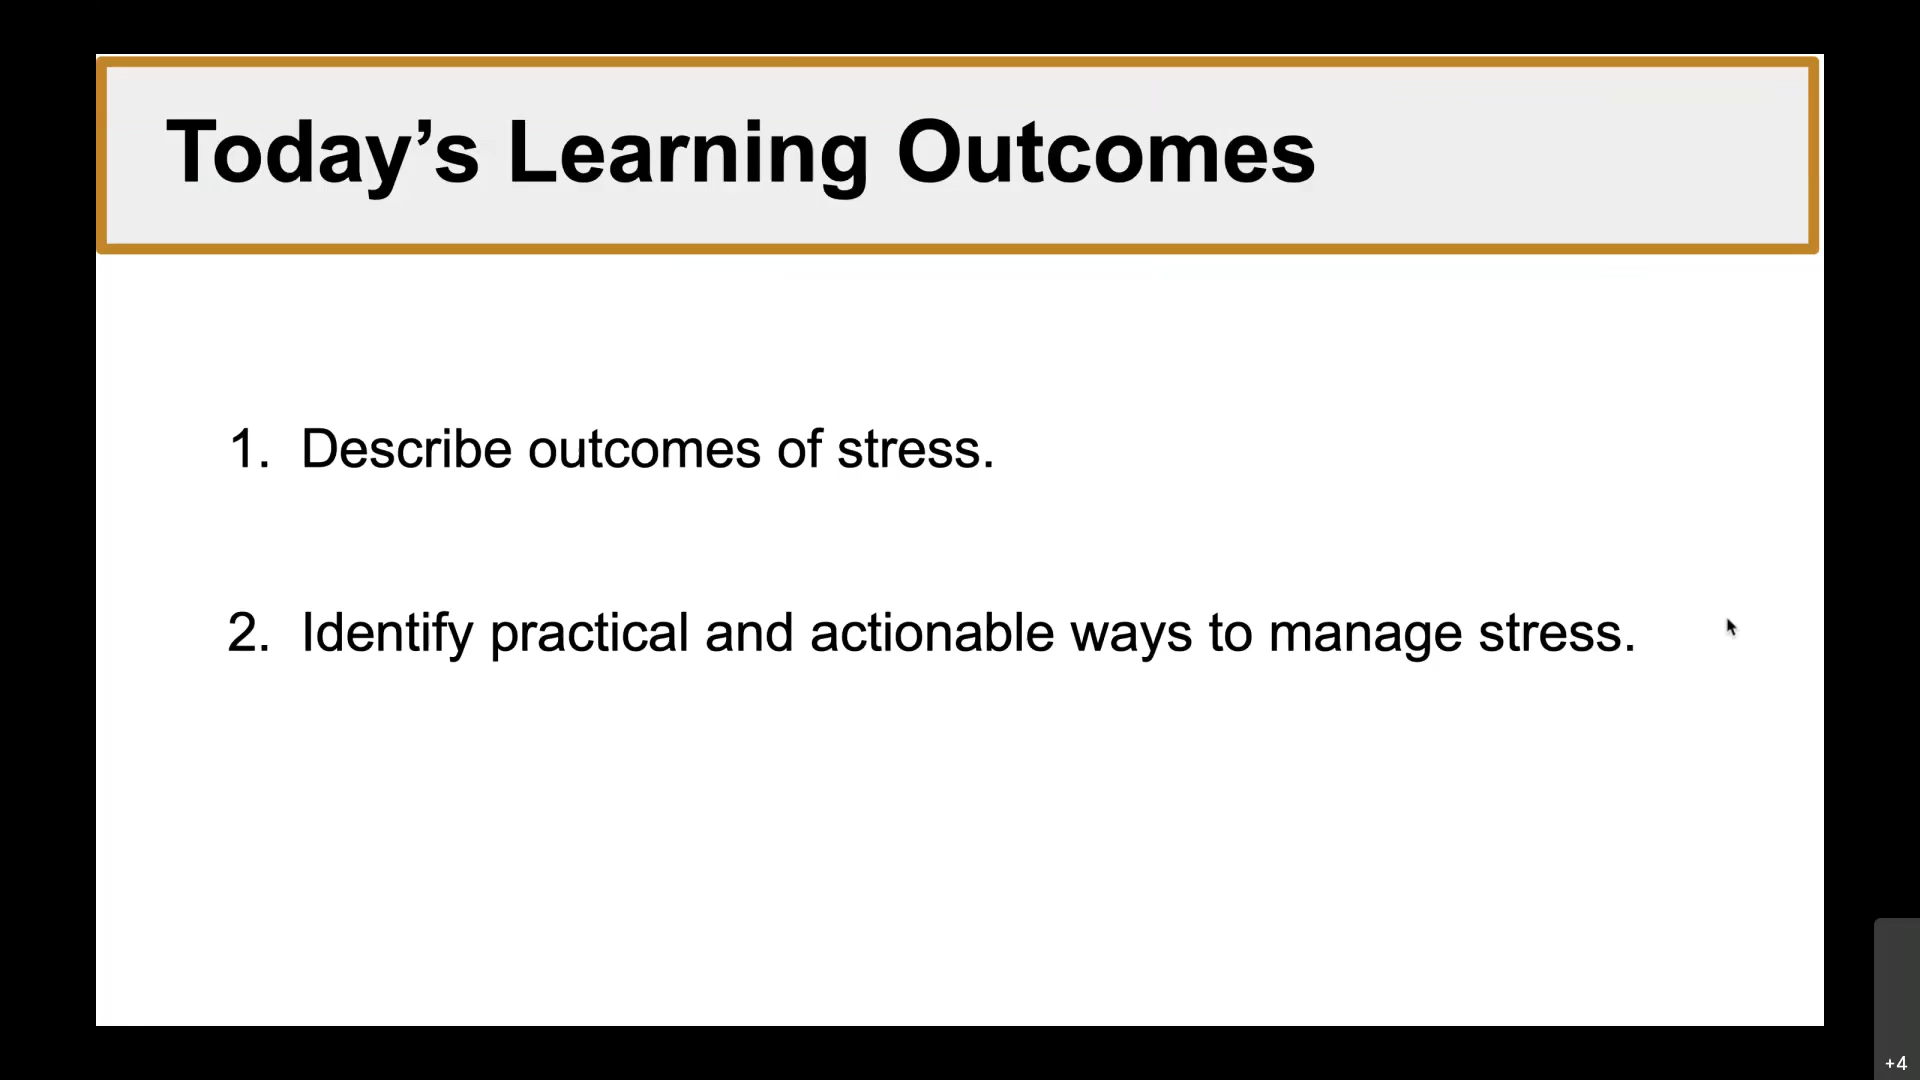 Today’s Learning Outcomes
1. Describe outcomes of stress.
2. Identify practical and actionable ways to manage stress.
+4